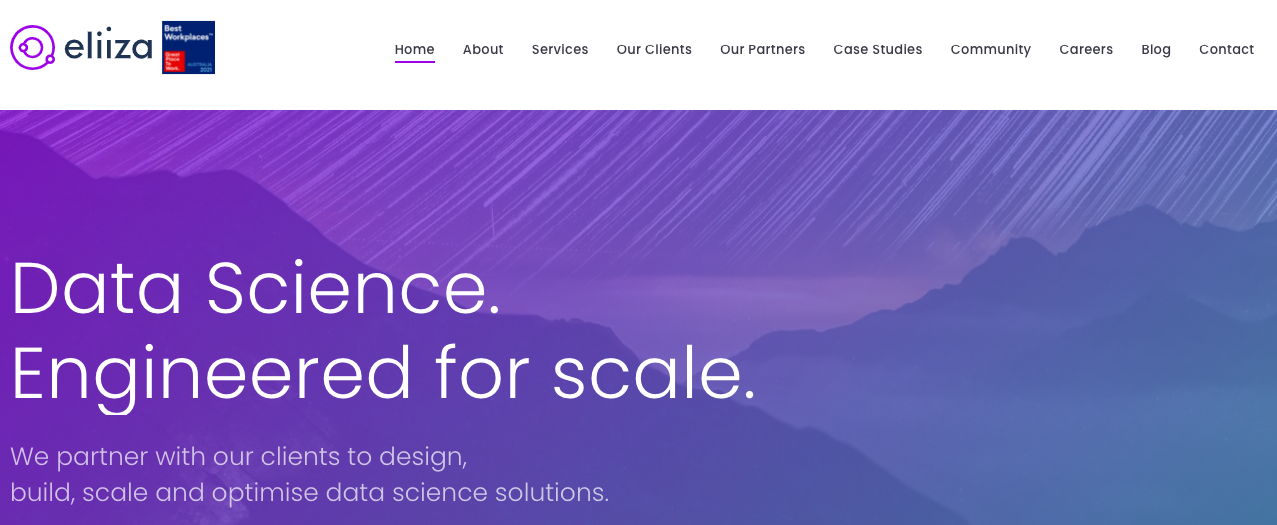 eliiza
Best
Workplaces™
Great
Place
To
Work.
AUSTRALIA
2021
Home About Services Our Clients Our Partners Case Studies Community Careers Blog Contact
Data Science.
Engineered for scale.
We partner with our clients to design,
build, scale and optimise data science solutions.